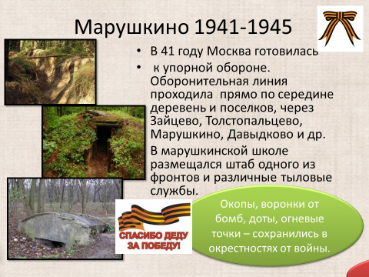 Марушкино 1941-1945
• В 41 году Москва готовилась
• к упорной обороне.
Оборонительная линия
проходила прямо по середине
деревень и поселков, через
Зайцево, Толстопальцево,
Марушкино, Давыдково и др.
В марушкинской школе
размещался штаб одного из
фронтов и различные тыловые
службы.
СПАСИБО ДЕДУ
ЗА ПОБЕДУ!
Окопы, воронки от
бомб, доты, огневые
точки – сохранились в
окрестностях от войны.